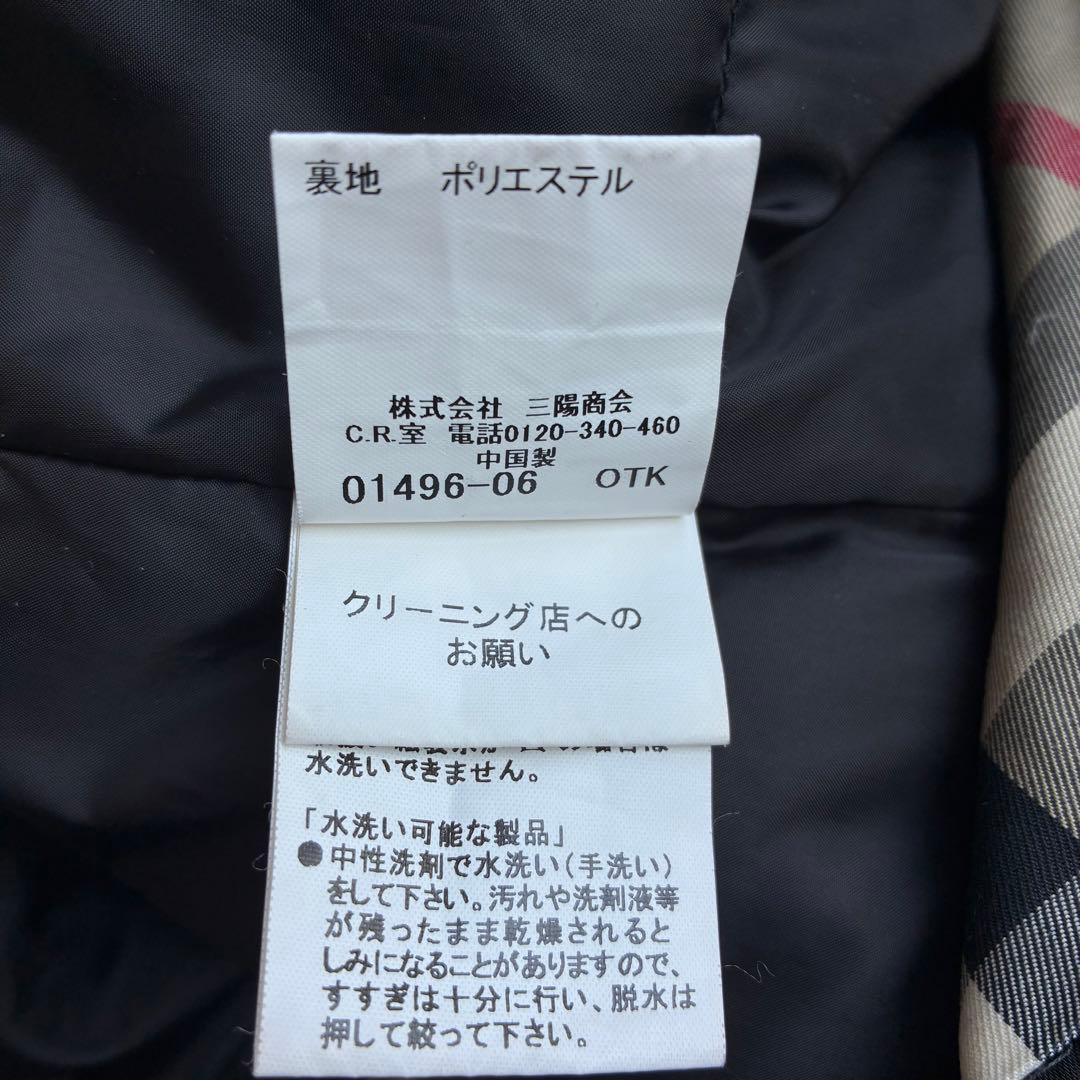 裏地　ポリエステル
株式会社 三陽商会
C.R.室 電話0120-340-460
中国製
01496-06 OTK
クリーニング店への
お願い
水洗いできません。
「水洗い可能な製品」
●中性洗剤で水洗い(手洗い)
をして下さい。汚れや洗剤液等
が残ったまま乾燥されると
しみになることがありますので、
すすぎは十分に行い、脱水は
押して絞って下さい。